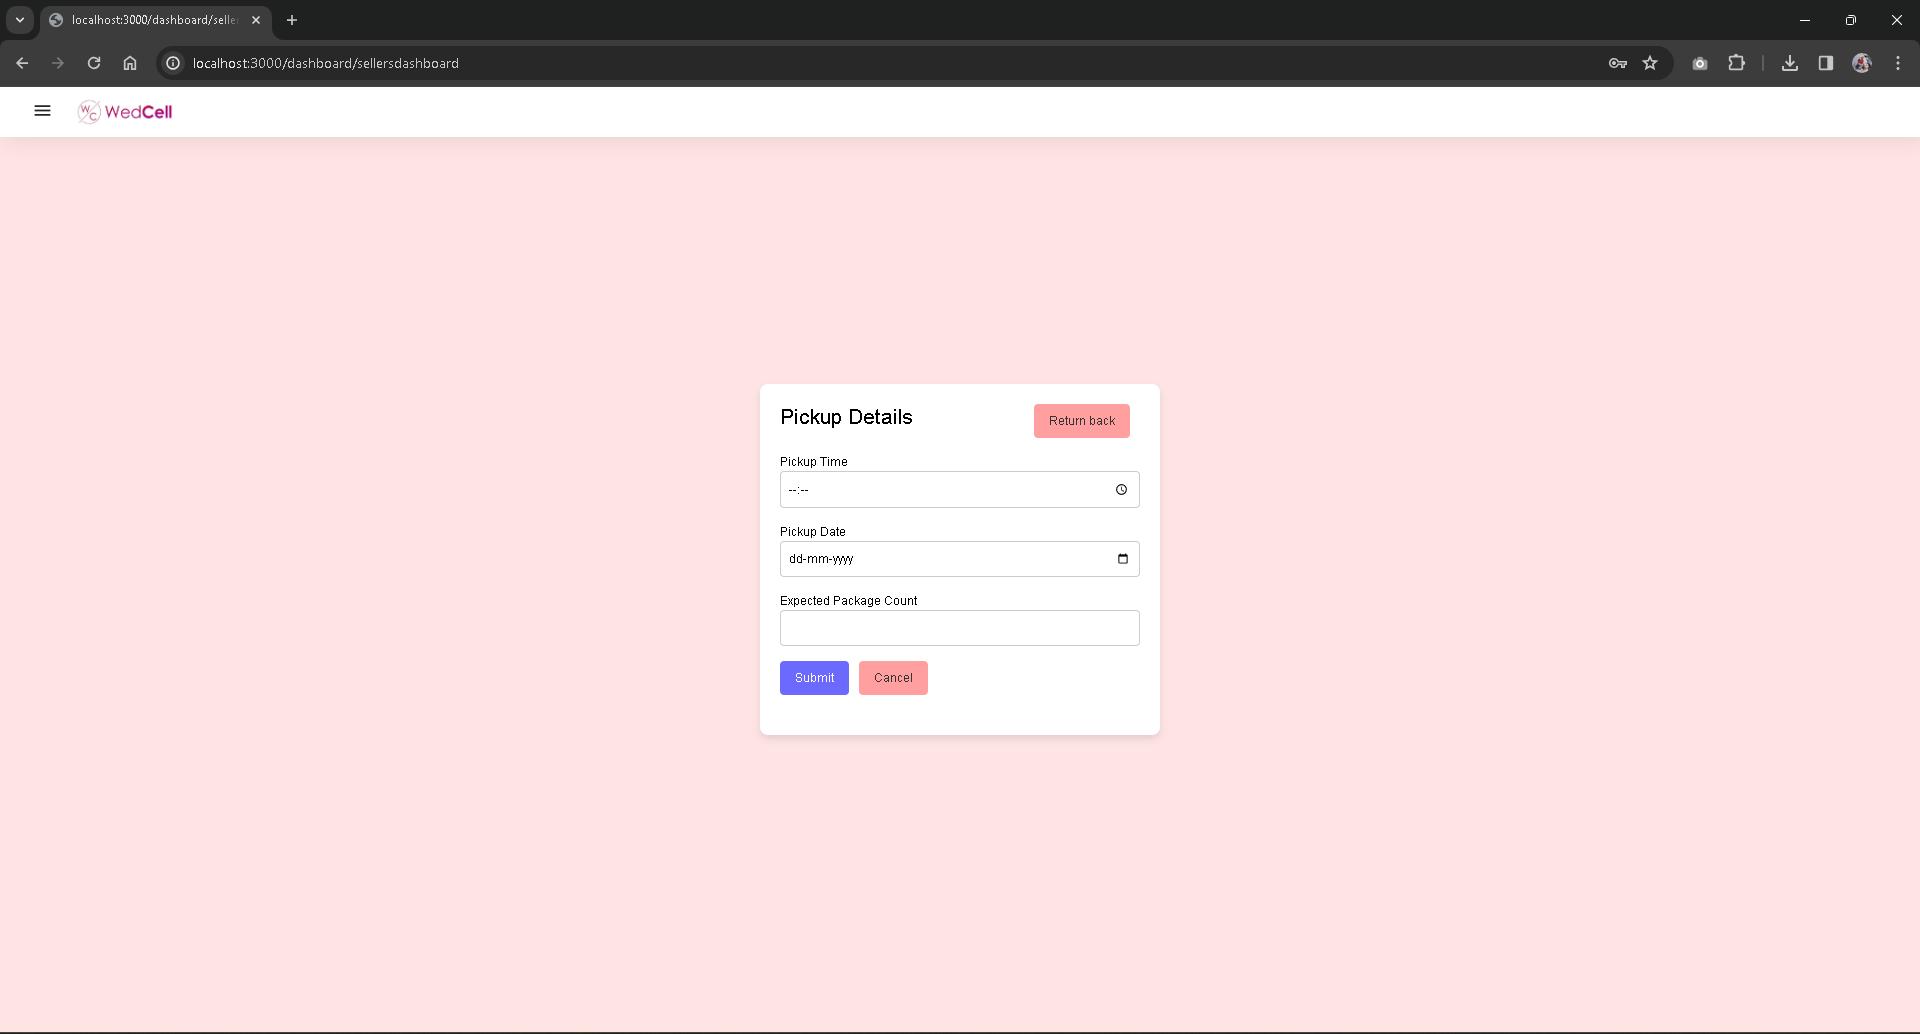 localhost:3000/dashboard/selle
localhost:3000/dashboard/sellersdashboard
WC WedCell
Pickup Details
Return back
Pickup Time
--:--
Pickup Date
dd-mm-yyyy
Expected Package Count
Submit Cancel